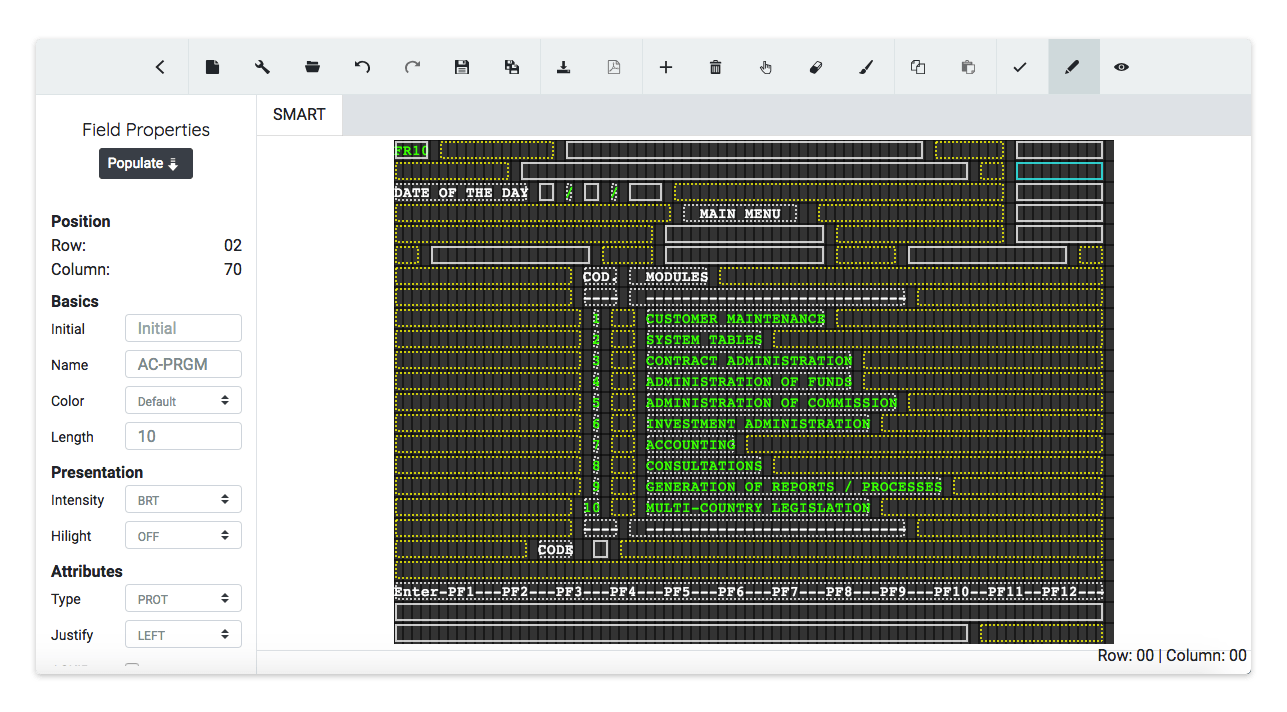 SMART
Field Properties
Populate
Position
Row: 02
Column: 70
Basics
Initial Initial
Name AC-PRGM
Color Default
Length 10
Presentation
Intensity BRT
Hilight OFF
Attributes
Type PROT
Justify LEFT
FR10
DATE OF THE DAY / /
MAIN MENU
COD. MODULES
---- -----------------------------
1 CUSTOMER MAINTENANCE
2 SYSTEM TABLES
3 CONTRACT ADMINISTRATION
4 ADMINISTRATION OF FUNDS
5 ADMINISTRATION OF COMMISSION
6 INVESTMENT ADMINISTRATION
7 ACCOUNTING
8 CONSULTATIONS
9 GENERATION OF REPORTS / PROCESSES
10 MULTI-COUNTRY LEGISLATION
---- -----------------------------
CODE
Enter-PF1---PF2---PF3---PF4---PF5---PF6---PF7---PF8---PF9---PF10--PF11--PF12---
Row: 00 | Column: 00